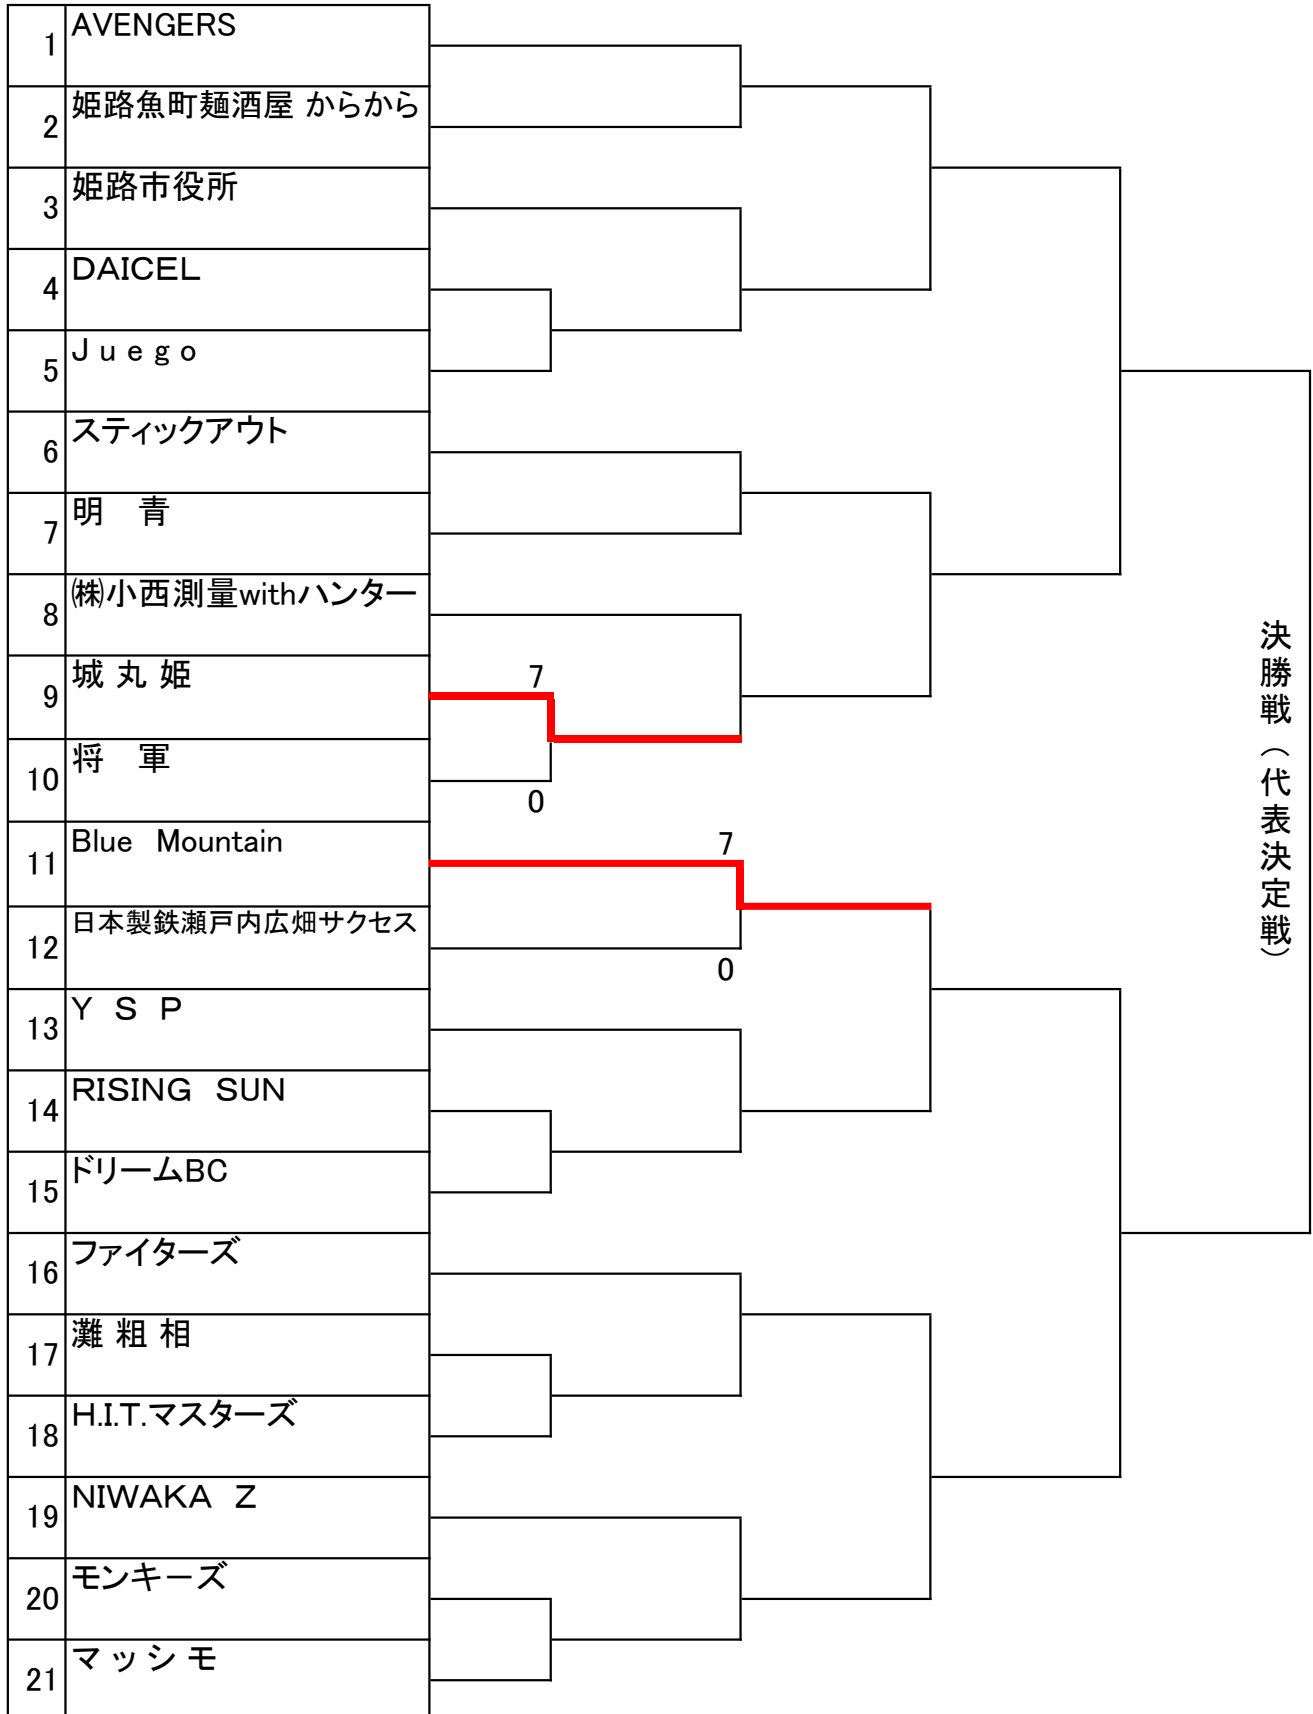 1 AVENGERS
2 姫路魚町麺酒屋 からから
3 姫路市役所
4 DAICEL
5 Ｊｕｅｇｏ
6 スティックアウト
7 明　青
8 ㈱小西測量withハンター
9 城 丸 姫
7
10 将　軍
0
11 Blue　Mountain
7
12 日本製鉄瀬戸内広畑サクセス
0
13 Ｙ Ｓ Ｐ
14 RISING　SUN
15 ドリームBC
16 ファイターズ
17 灘 粗 相
18 H.I.T.マスターズ
19 NIWAKA　Z
20 モンキーズ
21 マ ッ シ モ
決勝戦（代表決定戦）